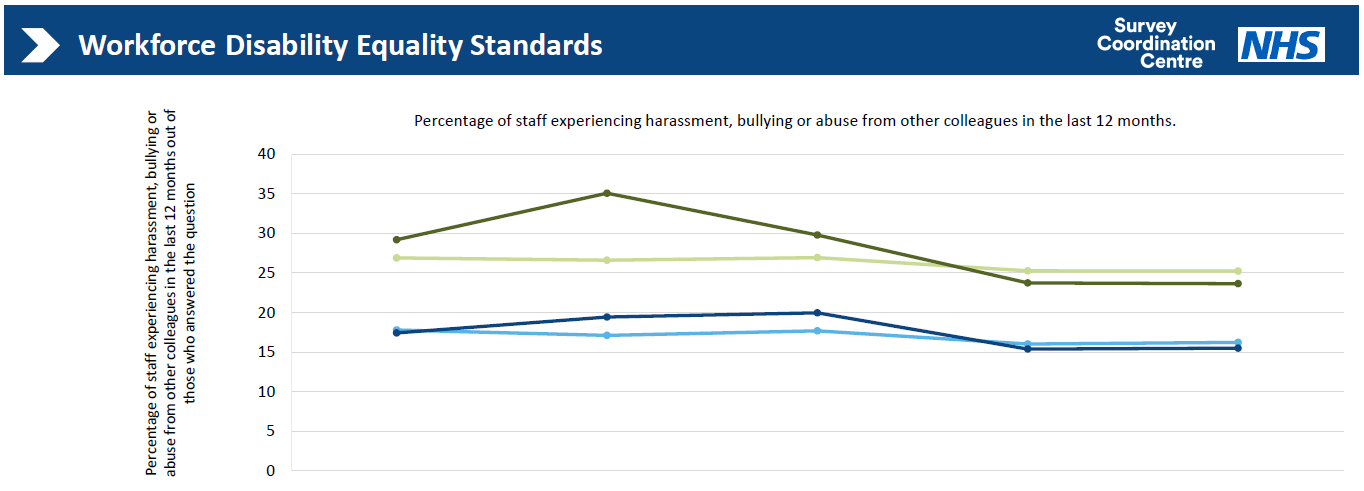 Workforce Disability Equality Standards
Survey
Coordination
Centre
NHS
Percentage of staff experiencing harassment, bullying or
abuse from other colleagues in the last 12 months out of
those who answered the question
Percentage of staff experiencing harassment, bullying or abuse from other colleagues in the last 12 months.
40
35
30
25
20
15
10
5
0